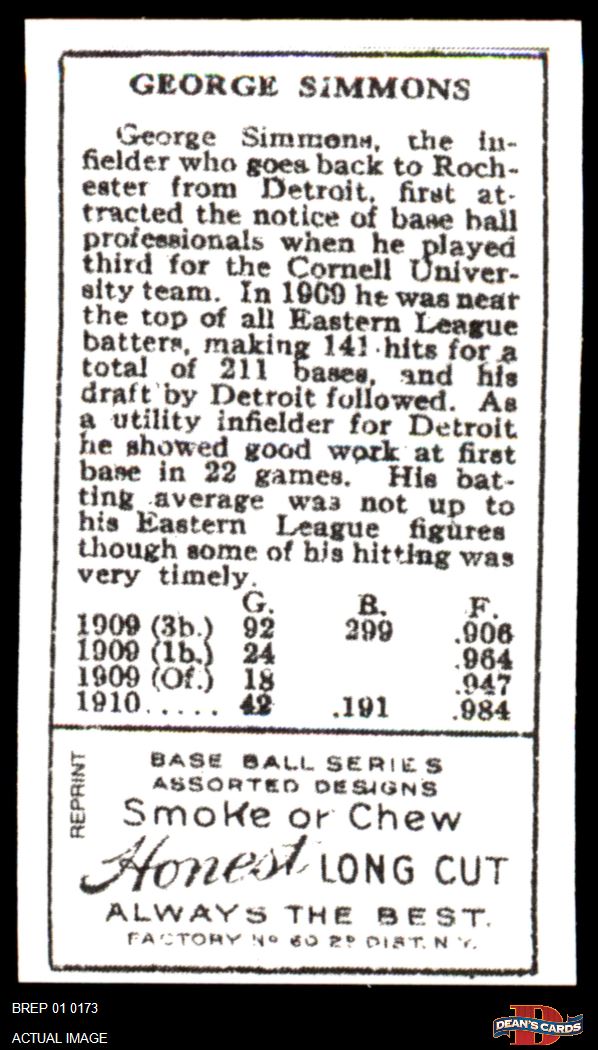 GEORGE SIMMONS
George Simmons, the in-
fielder who goes back to Roch-
ester from Detroit, first at-
tracted the notice of base ball
professionals when he played
third for the Cornell Univer-
sity team. In 1909 he was near
the top of all Eastern League
batters, making 141 hits for a
total of 211 bases, and his
draft by Detroit followed. As
a utility infielder for Detroit
he showed good work at first
base in 22 games. His bat-
ting average was not up to
his Eastern League figures
though some of his hitting was
very timely.
G. B. F.
1909 (3b.) 92 299 .906
1909 (1b.) 24 .964
1909 (Of.) 18 .947
1910..... 42 .191 .984
REPRINT
BASE BALL SERIES
ASSORTED DESIGNS
Smoke or Chew
Honest LONG CUT
ALWAYS THE BEST.
FACTORY No 60 2D DIST. N.Y.
BREP 01 0173
ACTUAL IMAGE
D
DEAN'S CARDS